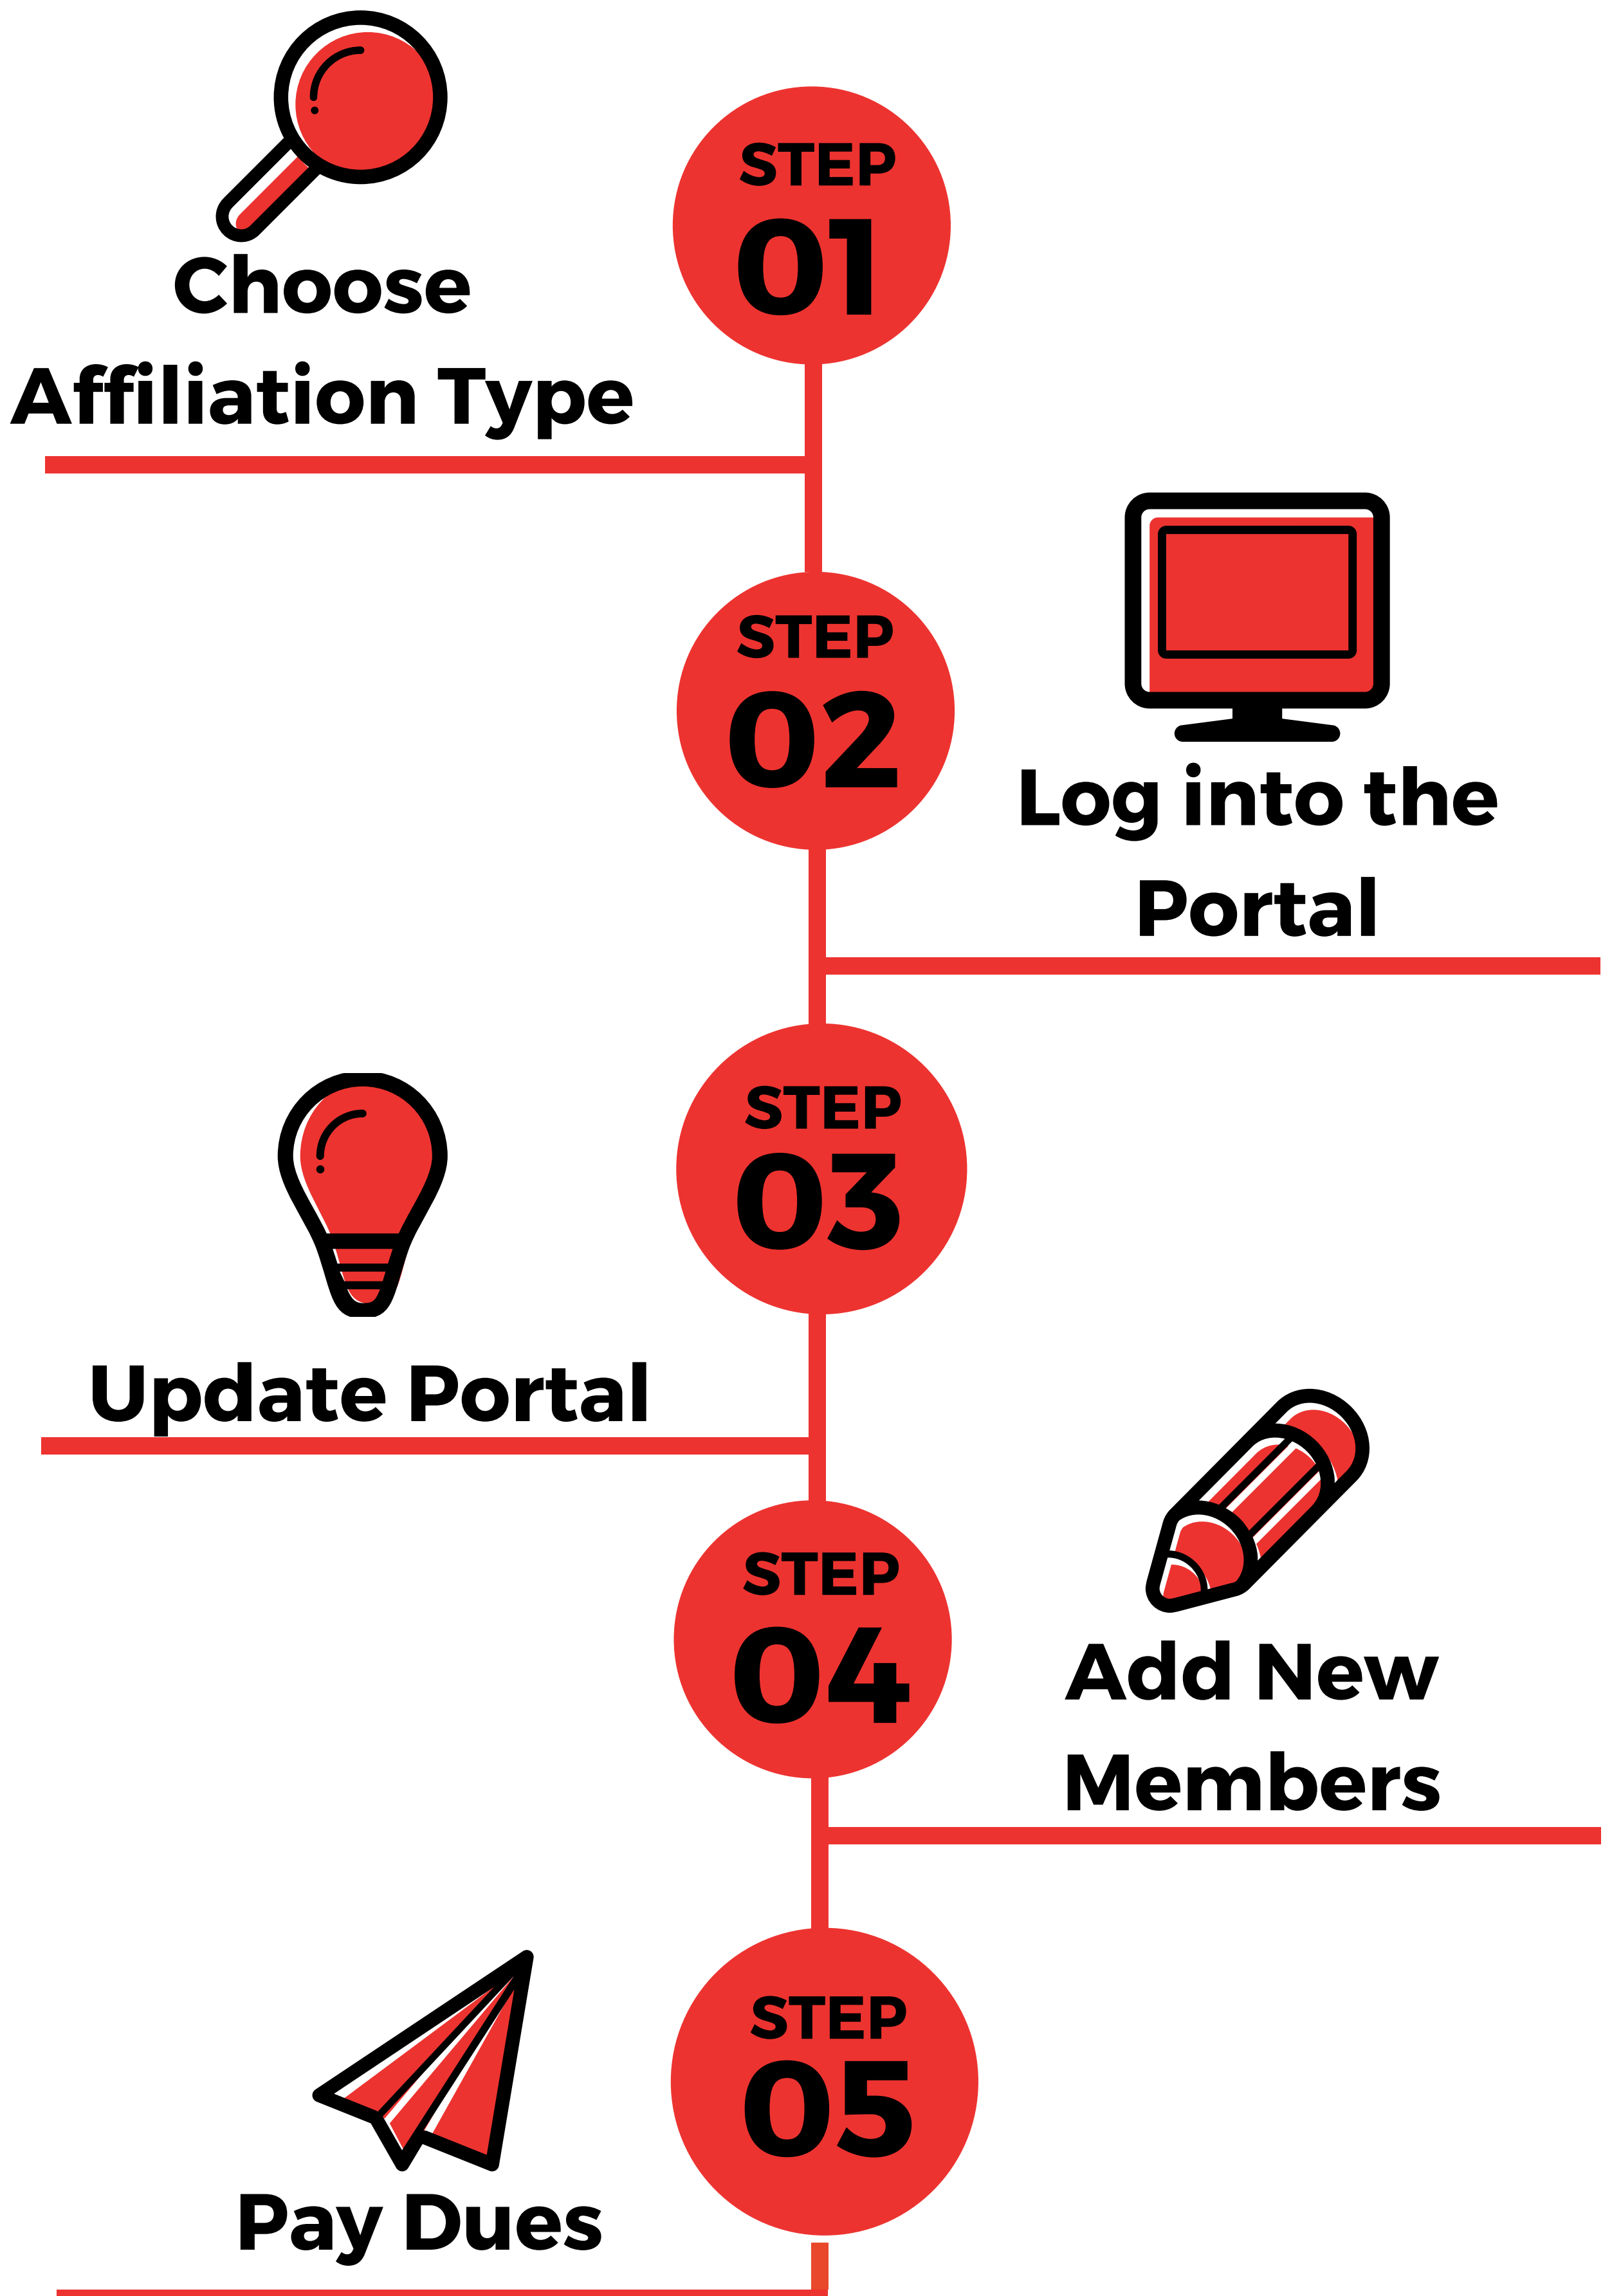 STEP
01
Choose
Affiliation Type
STEP
02
Log into the
Portal
STEP
03
Update Portal
STEP
04
Add New
Members
STEP
05
Pay Dues